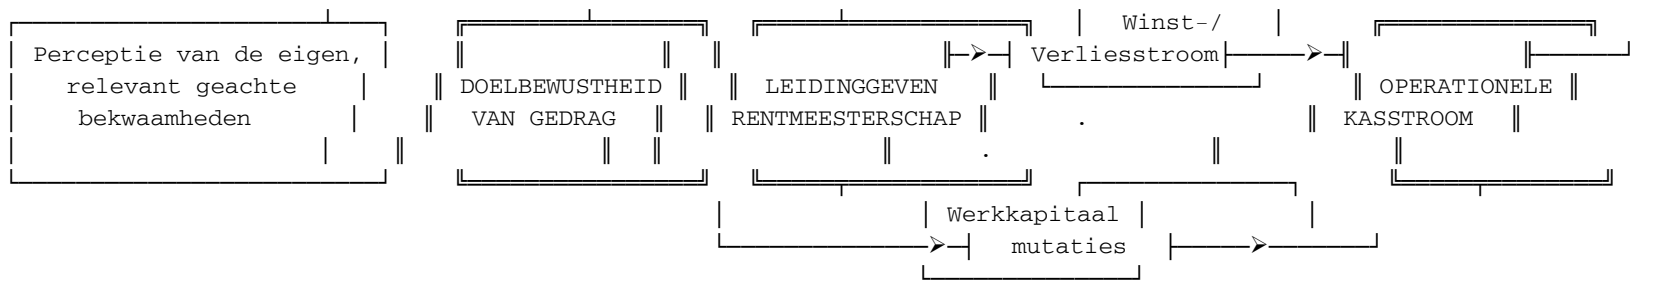 Winst-/
Perceptie van de eigen, Verliesstroom
relevant geachte DOELBEWUSTHEID LEIDINGGEVEN OPERATIONELE
bekwaamheden VAN GEDRAG RENTMEESTERSCHAP . KASSTROOM
.
Werkkapitaal
mutaties